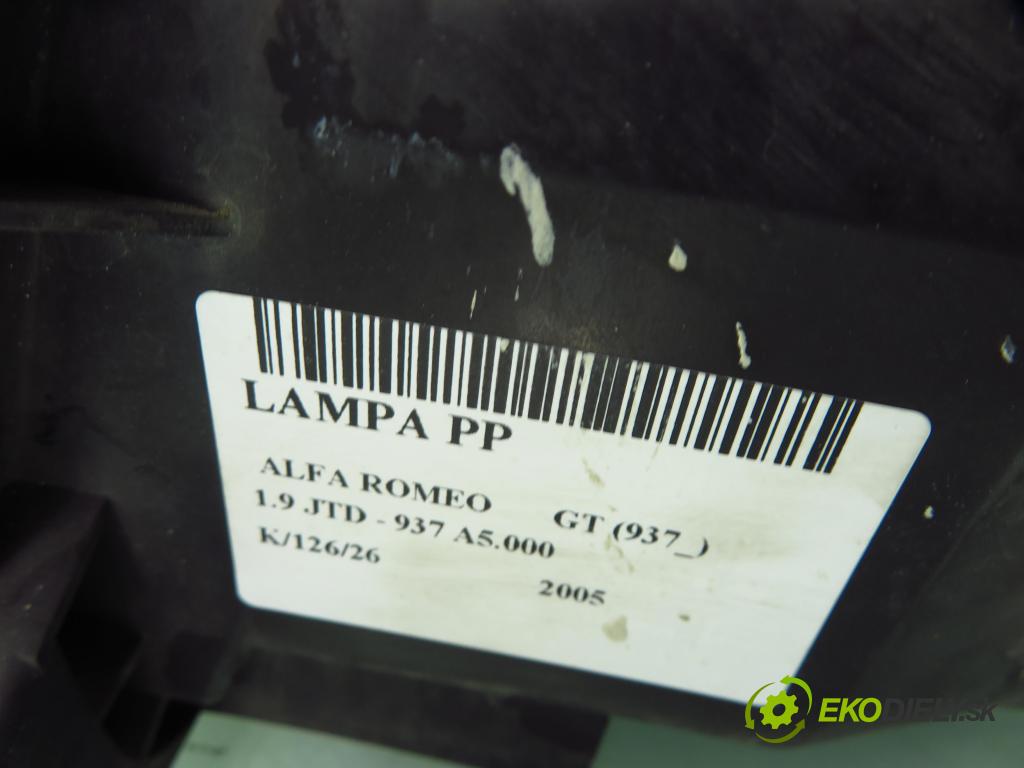 LAMPA PP
ALFA ROMEO GT (937_)
1.9 JTD - 937 A5.000
K/126/26 2005
EKODIELY.SK